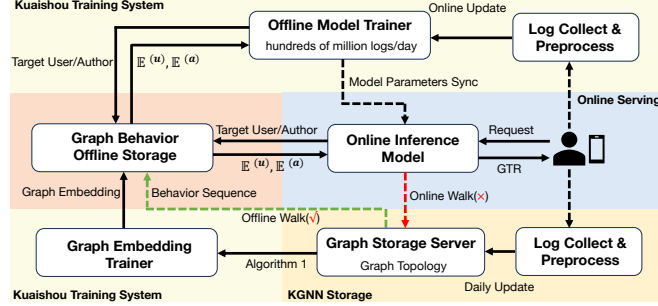 Kuaishou Training System
Online Update
Offline Model Trainer
hundreds of million logs/day
Log Collect &
Preprocess
Target User/Author
𝔼 (u), 𝔼 (a)
Model Parameters Sync
Online Serving
Graph Behavior
Offline Storage
Target User/Author
𝔼 (u), 𝔼 (a)
Online Inference
Model
Request
GTR
Graph Embedding
Behavior Sequence
Online Walk(×)
Offline Walk(√)
Graph Embedding
Trainer
Algorithm 1
Graph Storage Server
Graph Topology
Log Collect &
Preprocess
Daily Update
Kuaishou Training System
KGNN Storage